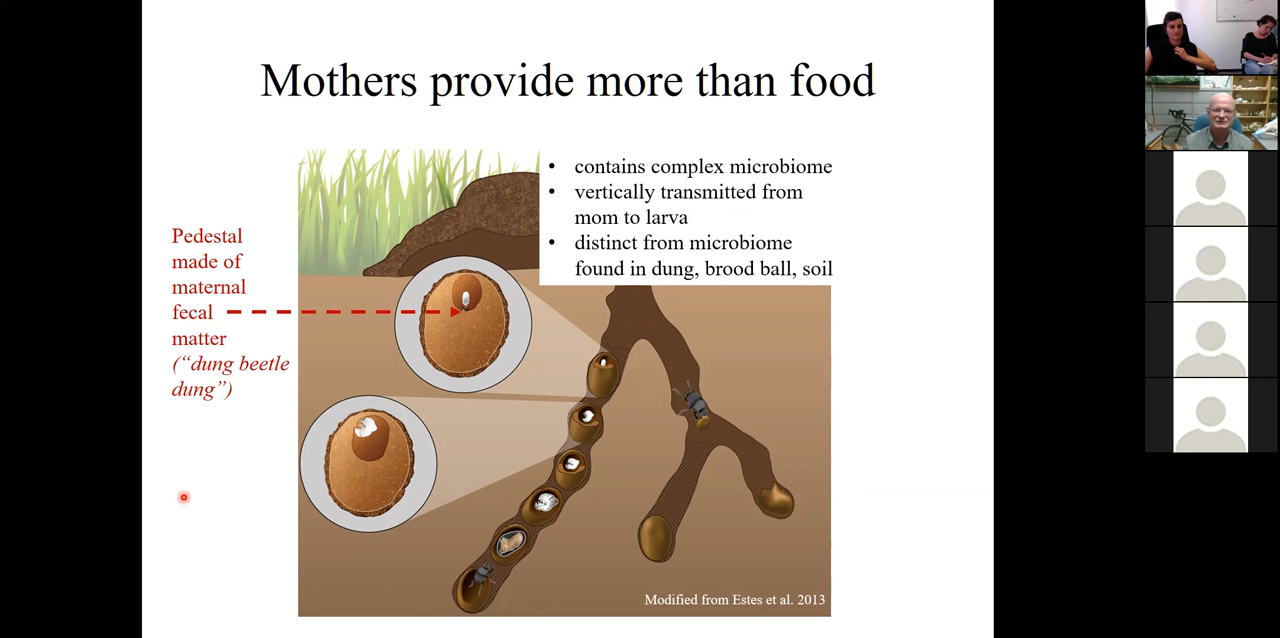 Mothers provide more than food
• contains complex microbiome
• vertically transmitted from
mom to larva
• distinct from microbiome
found in dung, brood ball, soil
Pedestal
made of
maternal
fecal
matter
(“dung beetle
dung”)
Modified from Estes et al. 2013